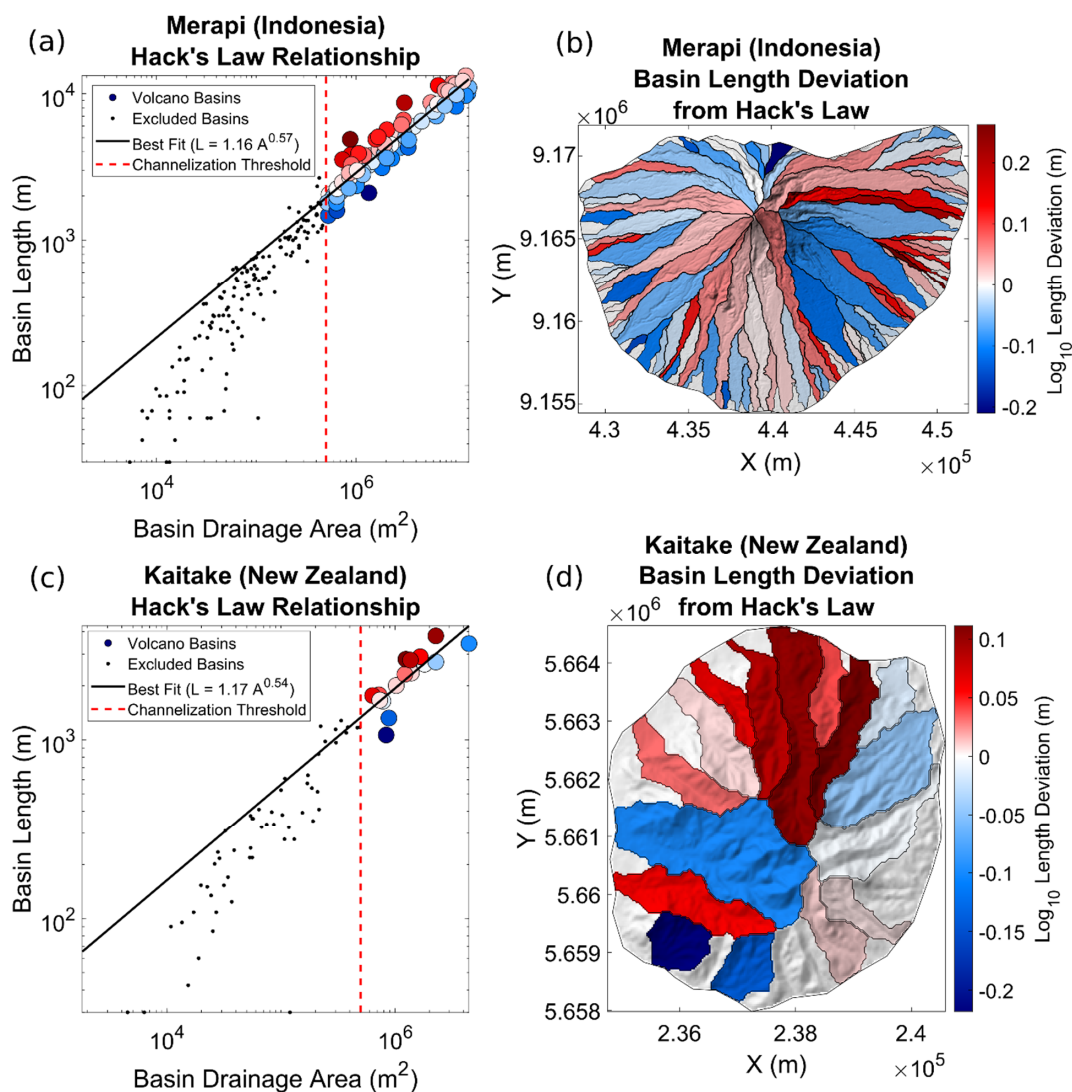 (a)
Merapi (Indonesia)
Hack's Law Relationship
Volcano Basins
Excluded Basins
Best Fit (L = 1.16 A^0.57)
Channelization Threshold
10^4
10^3
10^2
Basin Length (m)
10^4
10^6
Basin Drainage Area (m^2)
(b)
Merapi (Indonesia)
Basin Length Deviation
from Hack's Law
×10^6
9.17
9.165
9.16
9.155
Y (m)
4.3
4.35
4.4
4.45
4.5
X (m)
×10^5
0.2
0.1
0
-0.1
-0.2
Log_10 Length Deviation (m)
(c)
Kaitake (New Zealand)
Hack's Law Relationship
Volcano Basins
Excluded Basins
Best Fit (L = 1.17 A^0.54)
Channelization Threshold
10^3
10^2
Basin Length (m)
10^4
10^6
Basin Drainage Area (m^2)
(d)
Kaitake (New Zealand)
Basin Length Deviation
from Hack's Law
×10^6
5.664
5.663
5.662
5.661
5.66
5.659
5.658
Y (m)
2.36
2.38
2.4
X (m)
×10^5
0.1
0.05
0
-0.05
-0.1
-0.15
-0.2
Log_10 Length Deviation (m)